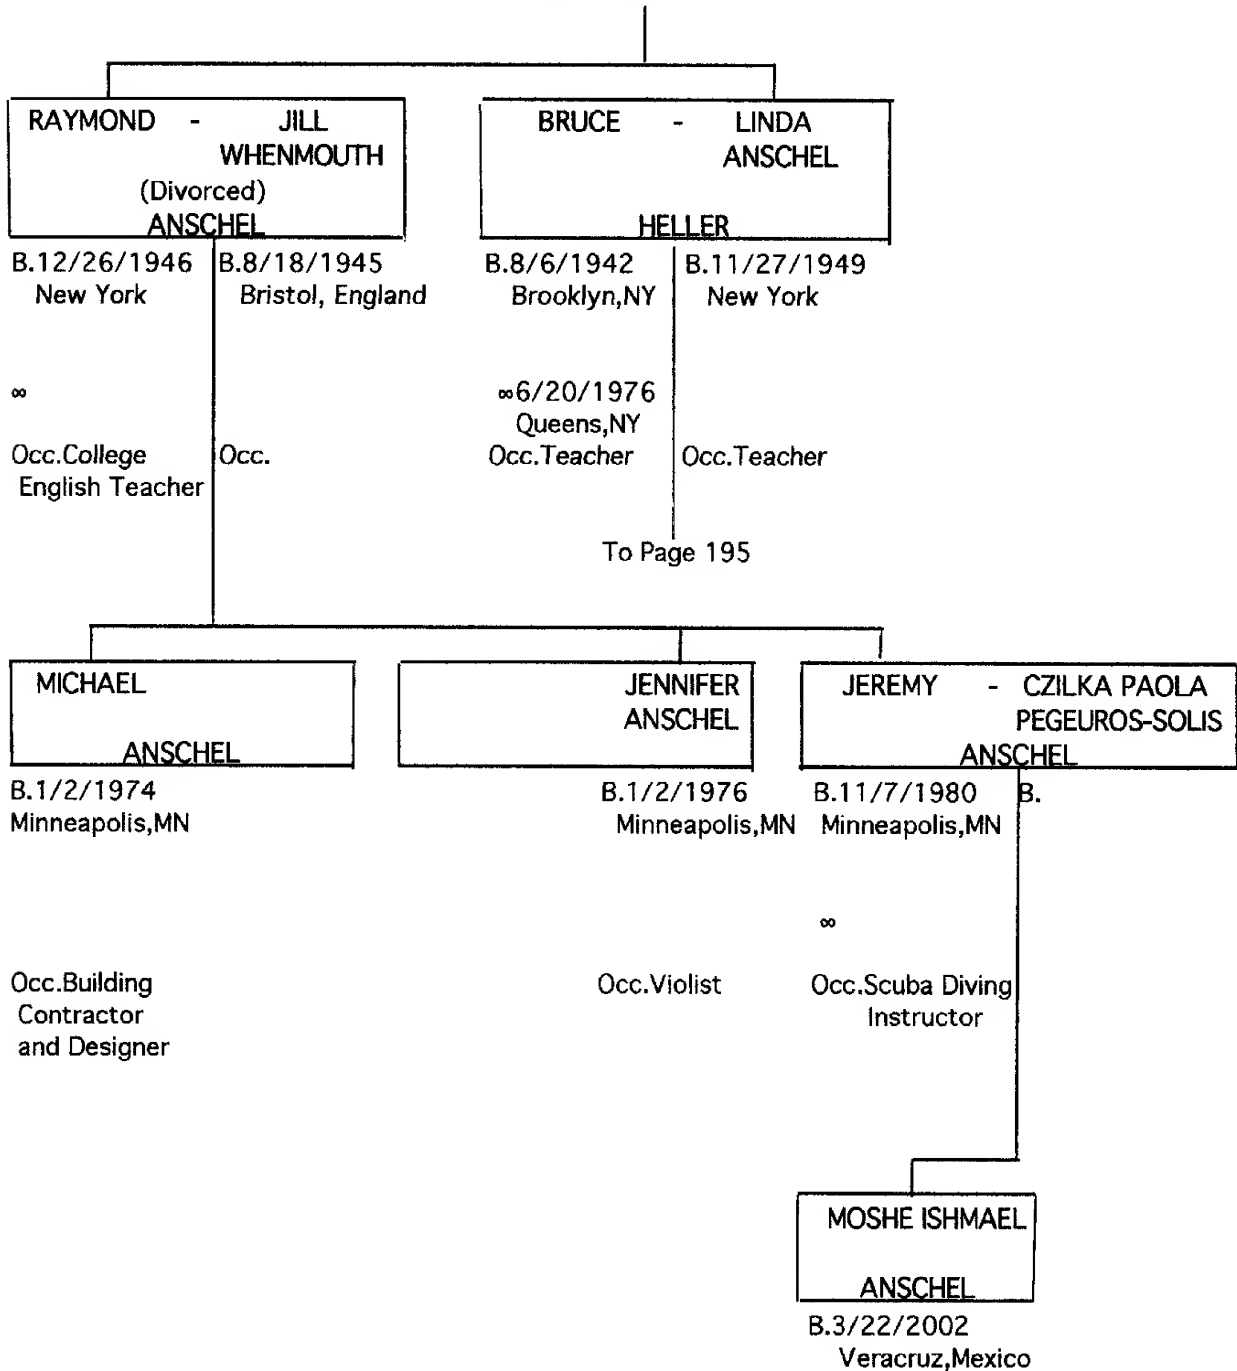 RAYMOND - JILL
WHENMOUTH
(Divorced)
ANSCHEL
B.12/26/1946 B.8/18/1945
New York Bristol, England
∞
Occ.College Occ.
English Teacher
BRUCE - LINDA
ANSCHEL
HELLER
B.8/6/1942 B.11/27/1949
Brooklyn,NY New York
∞6/20/1976
Queens,NY
Occ.Teacher Occ.Teacher
To Page 195
MICHAEL
ANSCHEL
B.1/2/1974
Minneapolis,MN
Occ.Building
Contractor
and Designer
JENNIFER
ANSCHEL
B.1/2/1976
Minneapolis,MN
Occ.Violist
JEREMY - CZILKA PAOLA
PEGEUROS-SOLIS
ANSCHEL
B.11/7/1980 B.
Minneapolis,MN
∞
Occ.Scuba Diving
Instructor
MOSHE ISHMAEL
ANSCHEL
B.3/22/2002
Veracruz,Mexico